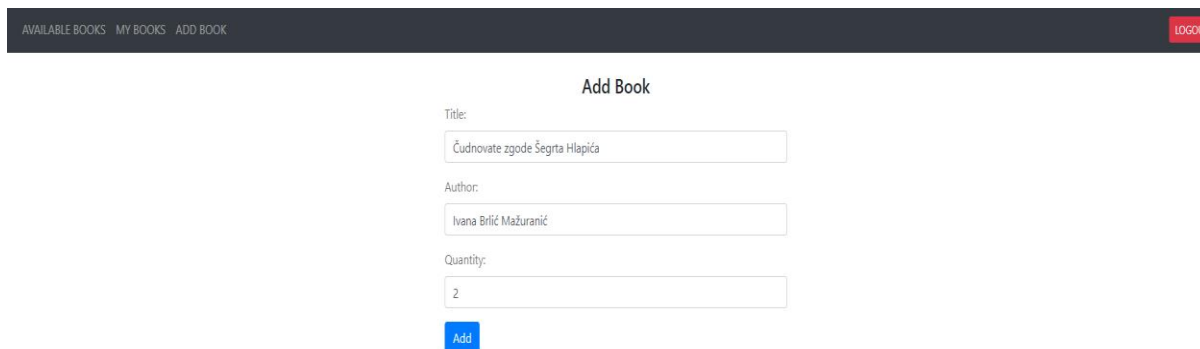 AVAILABLE BOOKS MY BOOKS ADD BOOK LOGOU
Add Book
Title:
Čudnovate zgode Šegrta Hlapića
Author:
Ivana Brlić Mažuranić
Quantity:
2
Add